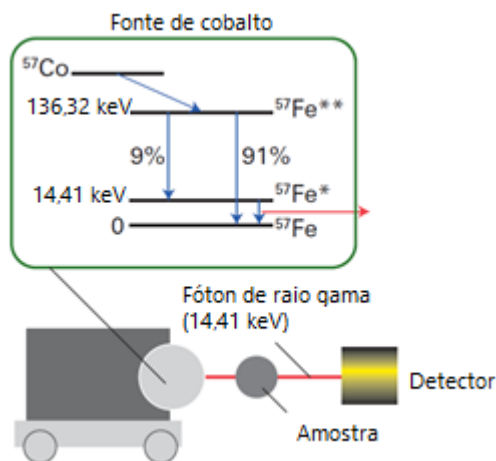 Fonte de cobalto
⁵⁷Co
136,32 keV
⁵⁷Fe**
9%
91%
14,41 keV
⁵⁷Fe*
0
⁵⁷Fe
Fóton de raio gama
(14,41 keV)
Detector
Amostra